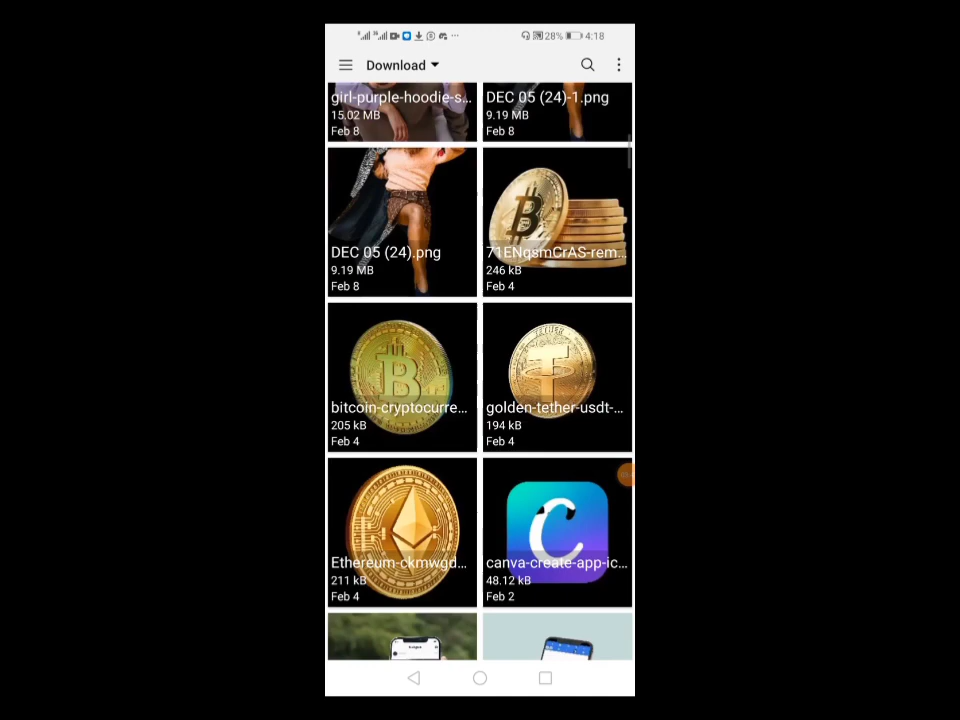 28% 4:18
Download
girl-purple-hoodie-s...
15.02 MB
Feb 8
DEC 05 (24)-1.png
9.19 MB
Feb 8
DEC 05 (24).png
9.19 MB
Feb 8
71ENqsmCrAS-rem...
246 kB
Feb 4
bitcoin-cryptocurre...
205 kB
Feb 4
TETHER
golden-tether-usdt-...
194 kB
Feb 4
Ethereum-ckmwgd...
211 kB
Feb 4
canva-create-app-ic...
48.12 kB
Feb 2